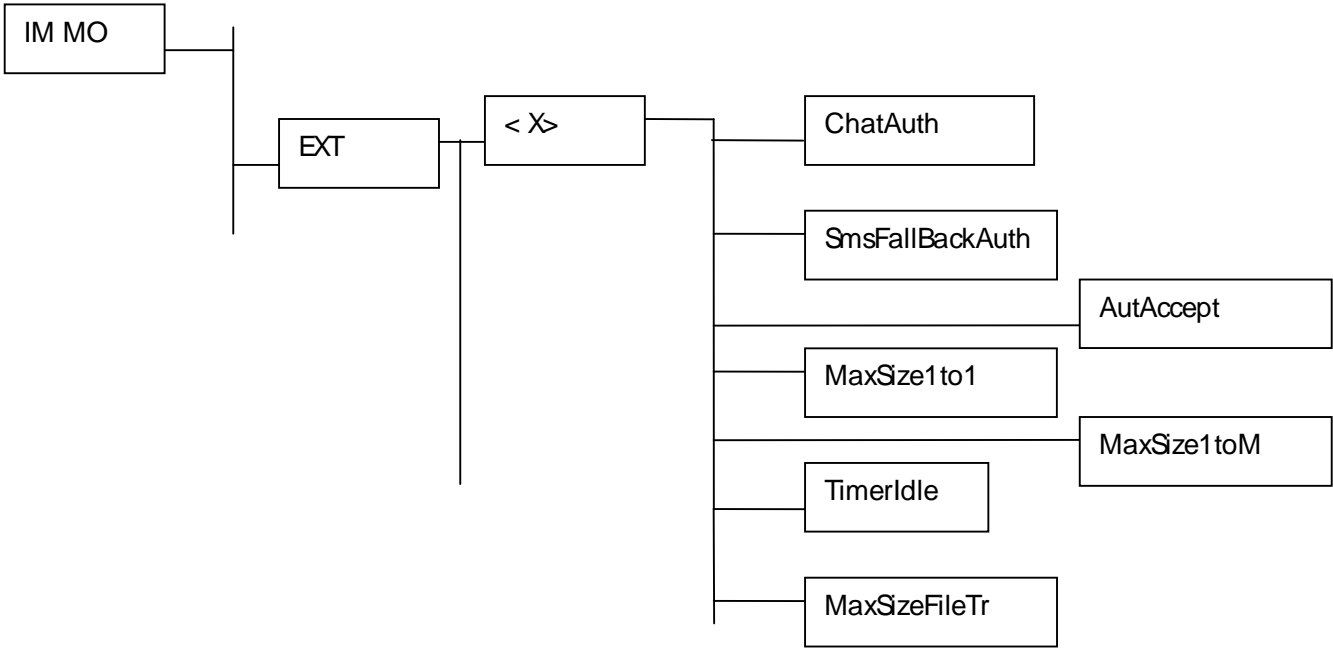 IM MO
EXT
< X>
ChatAuth
SmsFallBackAuth
AutAccept
MaxSize1to1
MaxSize1toM
TimerIdle
MaxSizeFileTr